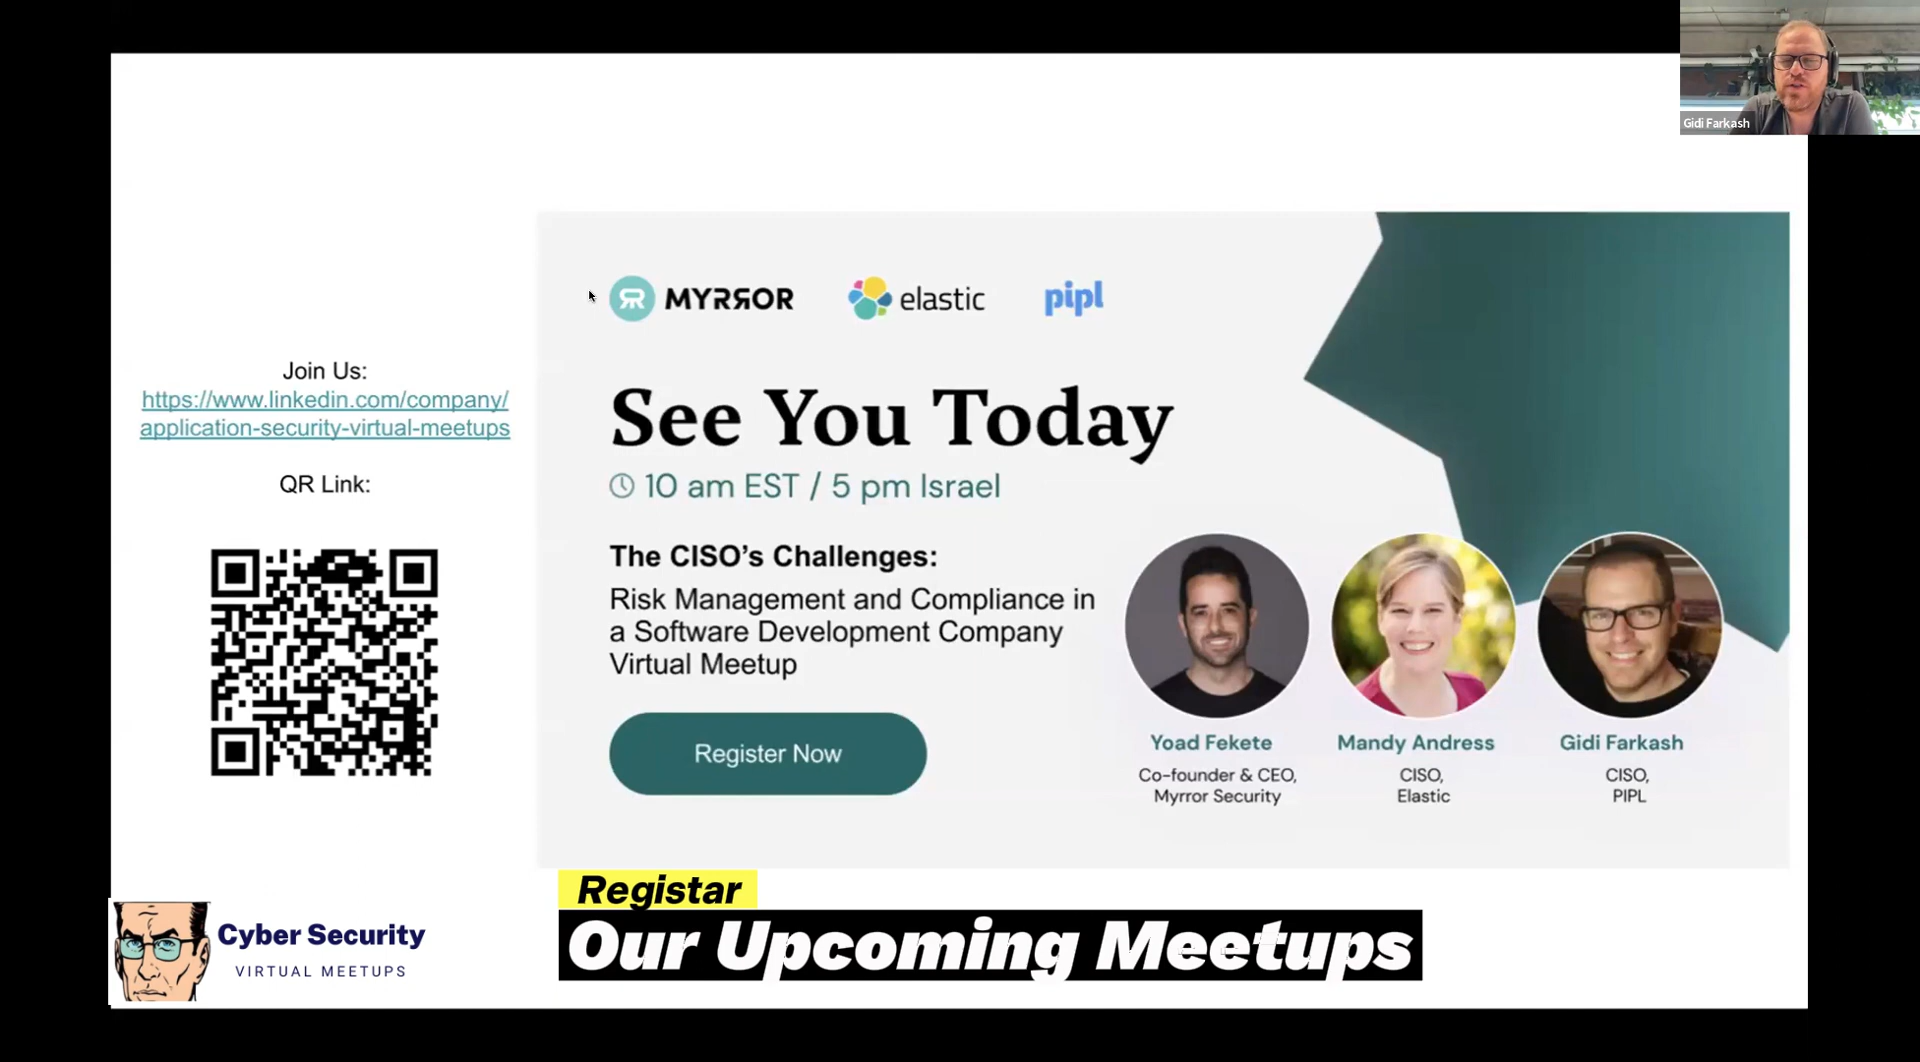 Gidi Farkash
MYRROR
elastic
pipl
Join Us:
https://www.linkedin.com/company/
application-security-virtual-meetups
QR Link:
See You Today
10 am EST / 5 pm Israel
The CISO's Challenges:
Risk Management and Compliance in
a Software Development Company
Virtual Meetup
Register Now
Yoad Fekete
Co-founder & CEO,
Myrror Security
Mandy Andress
CISO,
Elastic
Gidi Farkash
CISO,
PIPL
Registar
Our Upcoming Meetups
Cyber Security
VIRTUAL MEETUPS